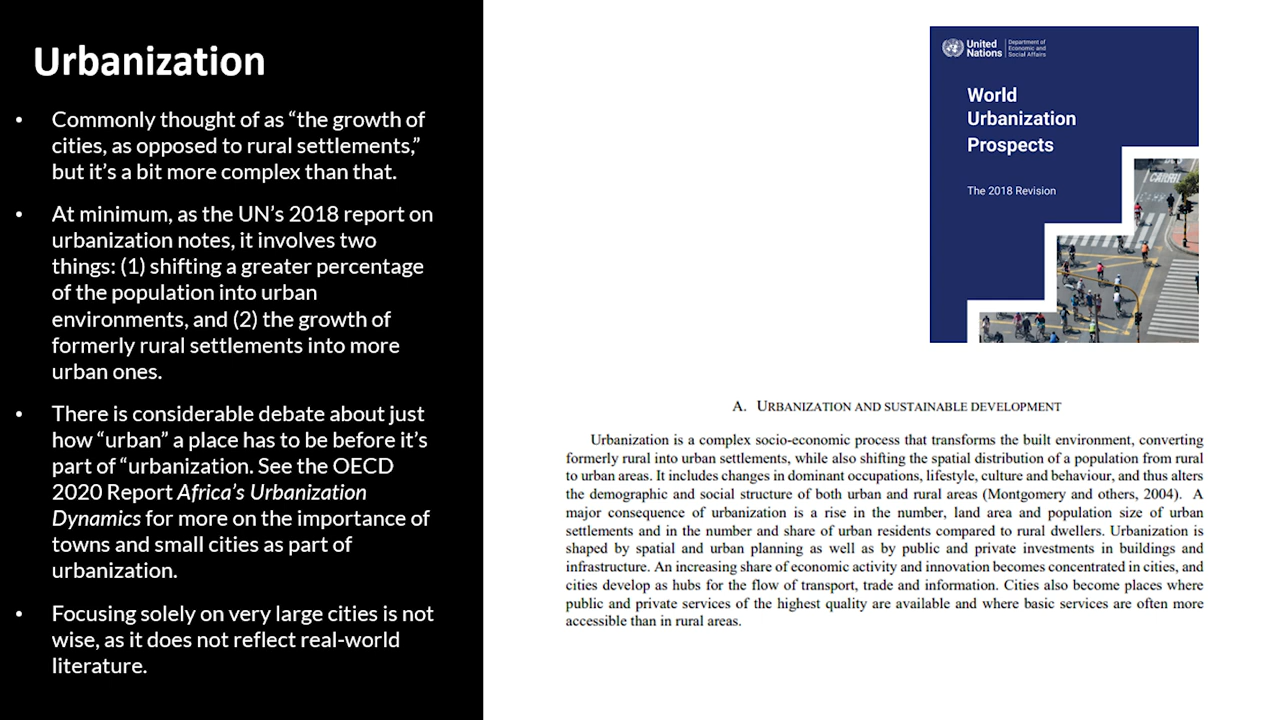 Urbanization
• Commonly thought of as “the growth of
cities, as opposed to rural settlements,”
but it’s a bit more complex than that.
• At minimum, as the UN’s 2018 report on
urbanization notes, it involves two
things: (1) shifting a greater percentage
of the population into urban
environments, and (2) the growth of
formerly rural settlements into more
urban ones.
• There is considerable debate about just
how “urban” a place has to be before it’s
part of “urbanization. See the OECD
2020 Report Africa’s Urbanization
Dynamics for more on the importance of
towns and small cities as part of
urbanization.
• Focusing solely on very large cities is not
wise, as it does not reflect real-world
literature.
United
Nations
Department of
Economic and
Social Affairs
World
Urbanization
Prospects
The 2018 Revision
A. URBANIZATION AND SUSTAINABLE DEVELOPMENT
Urbanization is a complex socio-economic process that transforms the built environment, converting
formerly rural into urban settlements, while also shifting the spatial distribution of a population from rural
to urban areas. It includes changes in dominant occupations, lifestyle, culture and behaviour, and thus alters
the demographic and social structure of both urban and rural areas (Montgomery and others, 2004). A
major consequence of urbanization is a rise in the number, land area and population size of urban
settlements and in the number and share of urban residents compared to rural dwellers. Urbanization is
shaped by spatial and urban planning as well as by public and private investments in buildings and
infrastructure. An increasing share of economic activity and innovation becomes concentrated in cities, and
cities develop as hubs for the flow of transport, trade and information. Cities also become places where
public and private services of the highest quality are available and where basic services are often more
accessible than in rural areas.